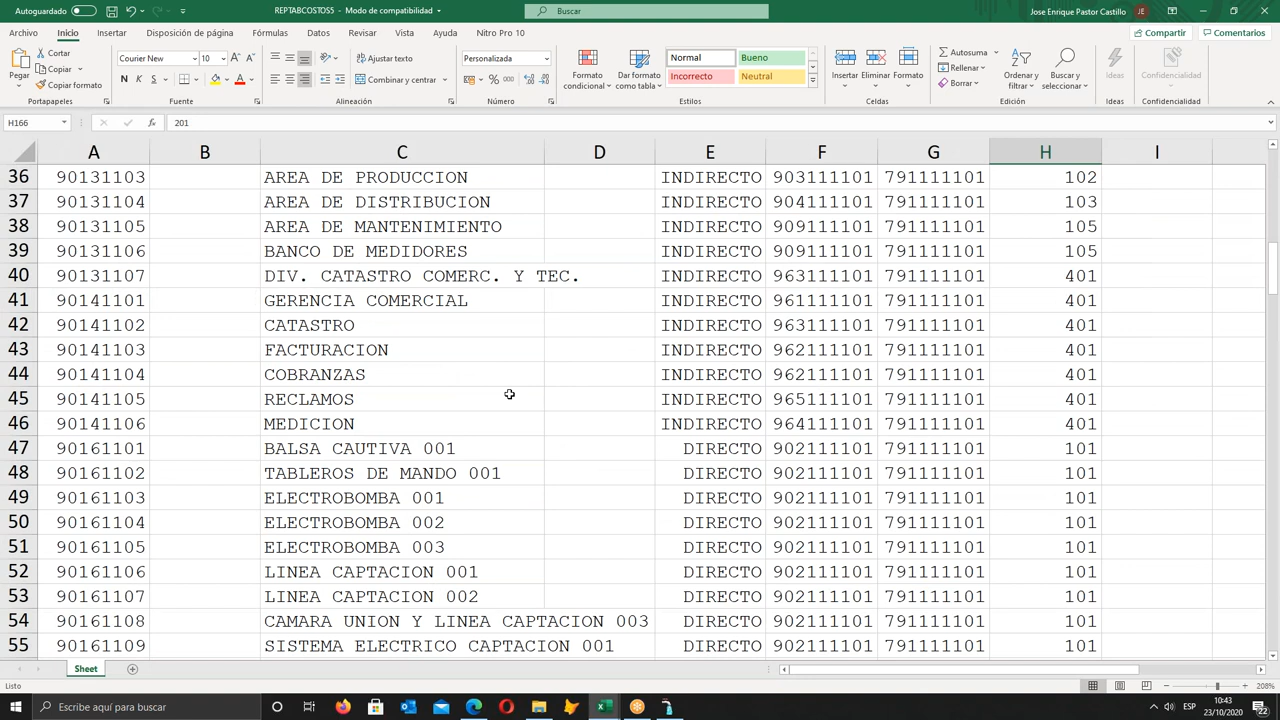 Autoguardado
REPTABCOSTOS5 - Modo de compatibilidad
Buscar
Jose Enrique Pastor Castillo JE
Archivo Inicio Insertar Disposición de página Fórmulas Datos Revisar Vista Ayuda Nitro Pro 10 Compartir Comentarios
Pegar
Cortar
Copiar
Copiar formato
Portapapeles
Courier New 10
N K S
Fuente
Ajustar texto
Combinar y centrar
Alineación
Personalizada
% 000
Número
Formato condicional
Dar formato como tabla
Normal Bueno
Incorrecto Neutral
Estilos
Insertar Eliminar Formato
Celdas
Autosuma
Rellenar
Borrar
Ordenar y filtrar
Buscar y seleccionar
Edición
Ideas
Ideas
Confidencialidad
Confidencialidad
H166 fx 201
A B C D E F G H I
36 90131103 AREA DE PRODUCCION INDIRECTO 903111101 791111101 102
37 90131104 AREA DE DISTRIBUCION INDIRECTO 904111101 791111101 103
38 90131105 AREA DE MANTENIMIENTO INDIRECTO 909111101 791111101 105
39 90131106 BANCO DE MEDIDORES INDIRECTO 909111101 791111101 105
40 90131107 DIV. CATASTRO COMERC. Y TEC. INDIRECTO 963111101 791111101 401
41 90141101 GERENCIA COMERCIAL INDIRECTO 961111101 791111101 401
42 90141102 CATASTRO INDIRECTO 963111101 791111101 401
43 90141103 FACTURACION INDIRECTO 962111101 791111101 401
44 90141104 COBRANZAS INDIRECTO 962111101 791111101 401
45 90141105 RECLAMOS INDIRECTO 965111101 791111101 401
46 90141106 MEDICION INDIRECTO 964111101 791111101 401
47 90161101 BALSA CAUTIVA 001 DIRECTO 902111101 791111101 101
48 90161102 TABLEROS DE MANDO 001 DIRECTO 902111101 791111101 101
49 90161103 ELECTROBOMBA 001 DIRECTO 902111101 791111101 101
50 90161104 ELECTROBOMBA 002 DIRECTO 902111101 791111101 101
51 90161105 ELECTROBOMBA 003 DIRECTO 902111101 791111101 101
52 90161106 LINEA CAPTACION 001 DIRECTO 902111101 791111101 101
53 90161107 LINEA CAPTACION 002 DIRECTO 902111101 791111101 101
54 90161108 CAMARA UNION Y LINEA CAPTACION 003 DIRECTO 902111101 791111101 101
55 90161109 SISTEMA ELECTRICO CAPTACION 001 DIRECTO 902111101 791111101 101
Sheet
Listo
208%
Escribe aquí para buscar
ESP
10:43
23/10/2020
22